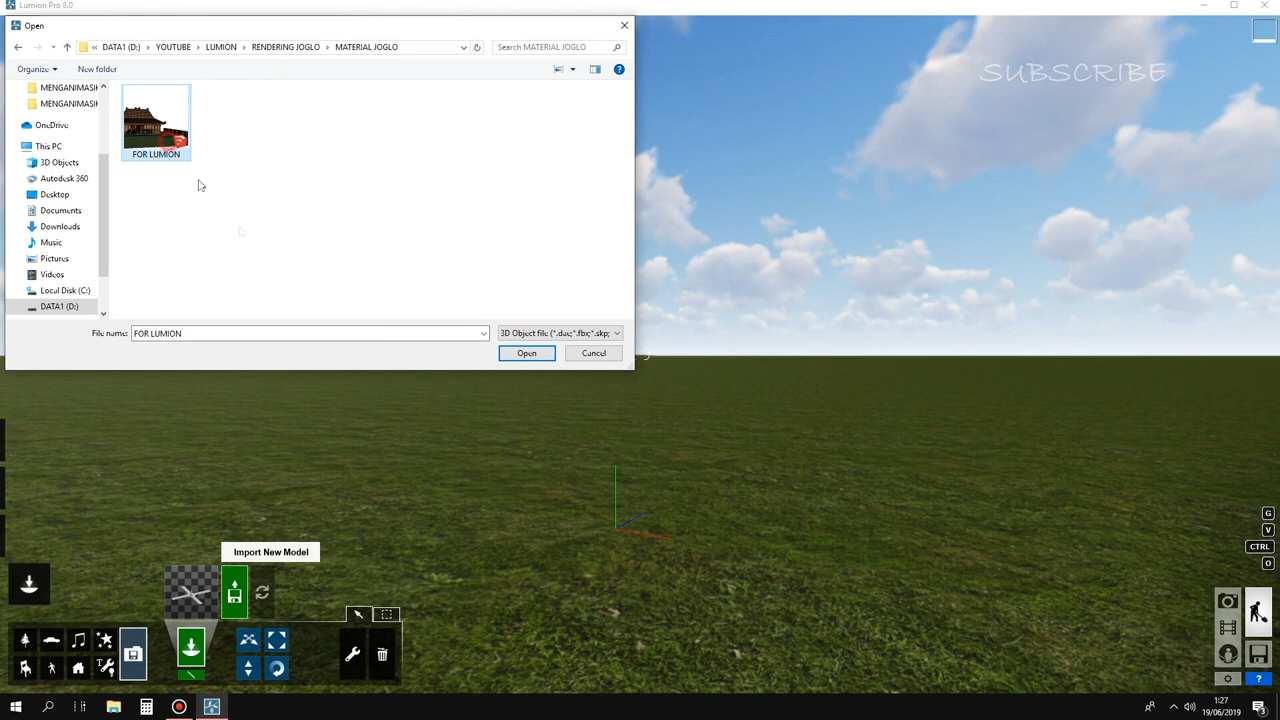 Lumion Pro 8.0
Open
« DATA1 (D:) › YOUTUBE › LUMION › RENDERING JOGLO › MATERIAL JOGLO
Search MATERIAL JOGLO
Organize
New folder
MENGANIMASIK
MENGANIMASIK
OneDrive
This PC
3D Objects
Autodesk 360
Desktop
Documents
Downloads
Music
Pictures
Videos
Local Disk (C:)
DATA1 (D:)
FOR LUMION
File name:
FOR LUMION
3D Object file (*.dae;*.fbx;*.skp;
Open
Cancel
SUBSCRIBE
Import New Model
G
V
CTRL
O
?
1:27
19/06/2019
3